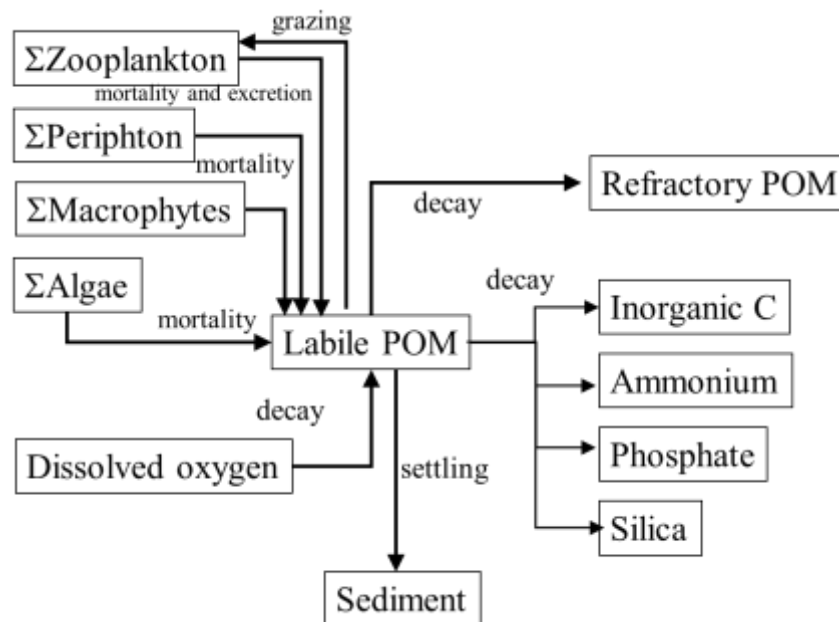 grazing
ΣZooplankton
mortality and excretion
ΣPeriphton
mortality
Refractory POM
decay
ΣMacrophytes
ΣAlgae
decay
mortality
Inorganic C
Labile POM
Ammonium
decay
Phosphate
Dissolved oxygen
settling
Silica
Sediment